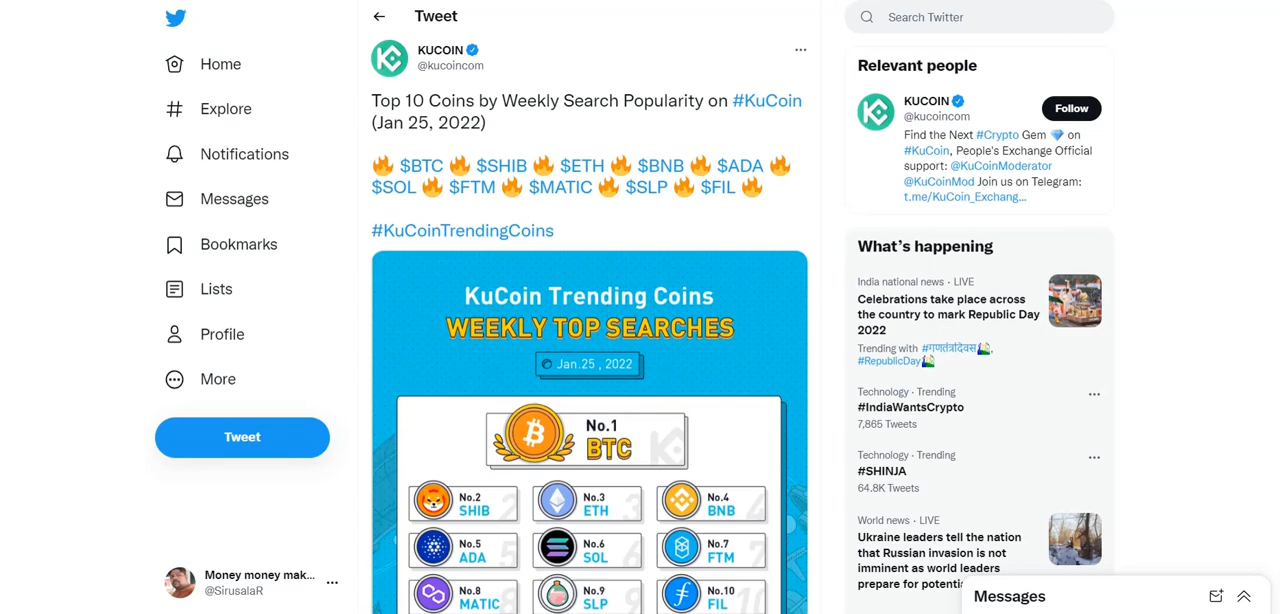 Home
Explore
Notifications
Messages
Bookmarks
Lists
Profile
More
Tweet
Money money mak...
@SirusalaR
Tweet
KUCOIN
@kucoincom
Top 10 Coins by Weekly Search Popularity on #KuCoin
(Jan 25, 2022)
🔥 $BTC 🔥 $SHIB 🔥 $ETH 🔥 $BNB 🔥 $ADA 🔥
$SOL 🔥 $FTM 🔥 $MATIC 🔥 $SLP 🔥 $FIL 🔥
#KuCoinTrendingCoins
KuCoin Trending Coins
WEEKLY TOP SEARCHES
Jan.25 , 2022
No.1
BTC
No.2
SHIB
No.3
ETH
No.4
BNB
No.5
ADA
No.6
SOL
No.7
FTM
No.8
MATIC
No.9
SLP
No.10
FIL
Search Twitter
Relevant people
KUCOIN
@kucoincom
Follow
Find the Next #Crypto Gem 💎 on
#KuCoin, People's Exchange Official
support: @KuCoinModerator
@KuCoinMod Join us on Telegram:
t.me/KuCoin_Exchang...
What's happening
India national news · LIVE
Celebrations take place across
the country to mark Republic Day
2022
Trending with #गणतंत्रदिवस,
#RepublicDay
Technology · Trending
#IndiaWantsCrypto
7,865 Tweets
Technology · Trending
#SHINJA
64.8K Tweets
World news · LIVE
Ukraine leaders tell the nation
that Russian invasion is not
imminent as world leaders
prepare for potentia
Messages